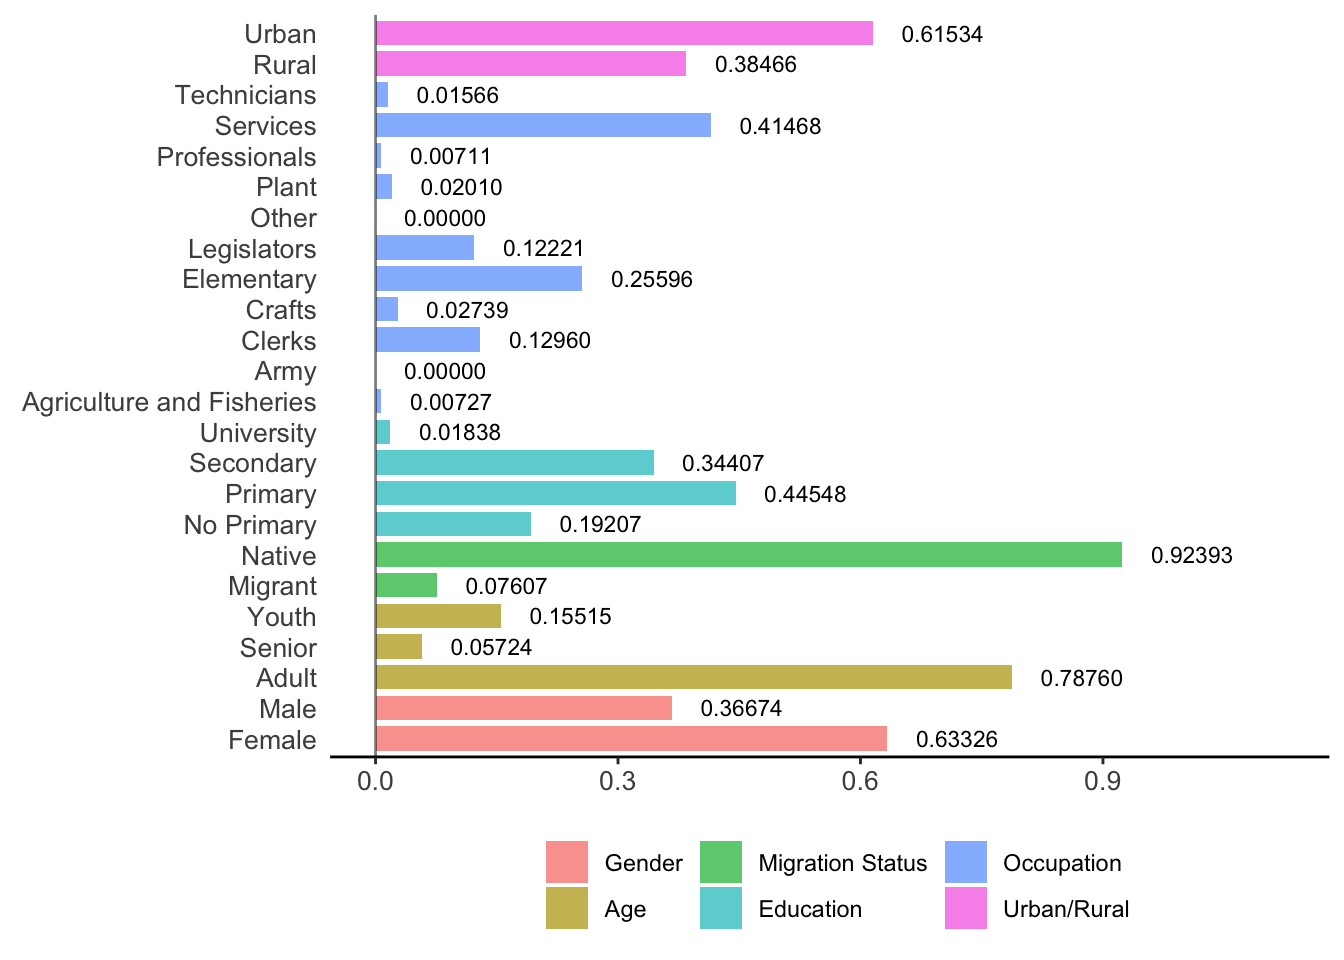 Urban 0.61534
Rural 0.38466
Technicians 0.01566
Services 0.41468
Professionals 0.00711
Plant 0.02010
Other 0.00000
Legislators 0.12221
Elementary 0.25596
Crafts 0.02739
Clerks 0.12960
Army 0.00000
Agriculture and Fisheries 0.00727
University 0.01838
Secondary 0.34407
Primary 0.44548
No Primary 0.19207
Native 0.92393
Migrant 0.07607
Youth 0.15515
Senior 0.05724
Adult 0.78760
Male 0.36674
Female 0.63326
0.0 0.3 0.6 0.9
Gender Migration Status Occupation
Age Education Urban/Rural